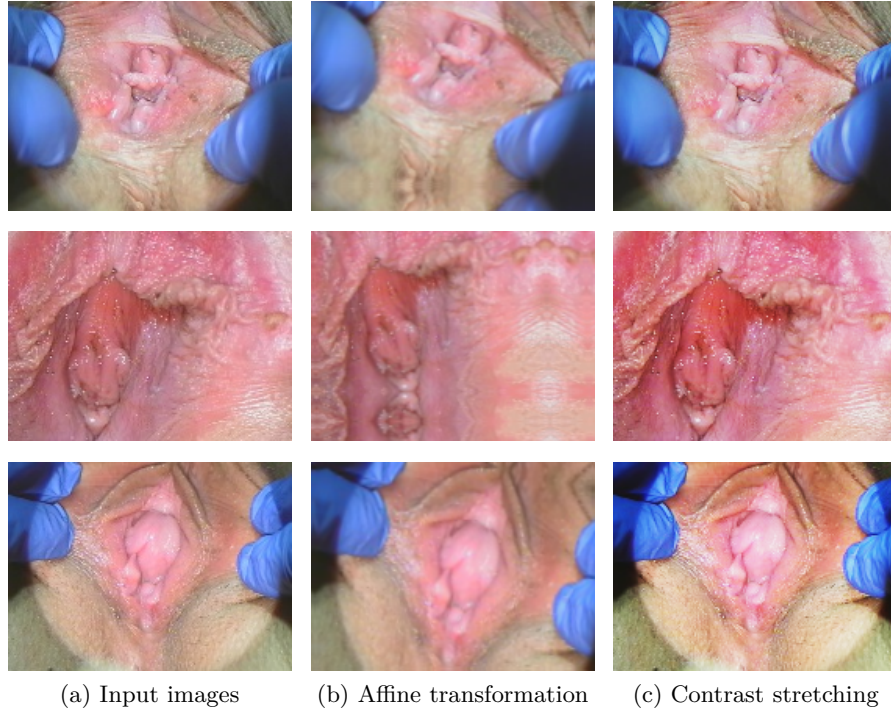 (a) Input images
(b) Affine transformation
(c) Contrast stretching